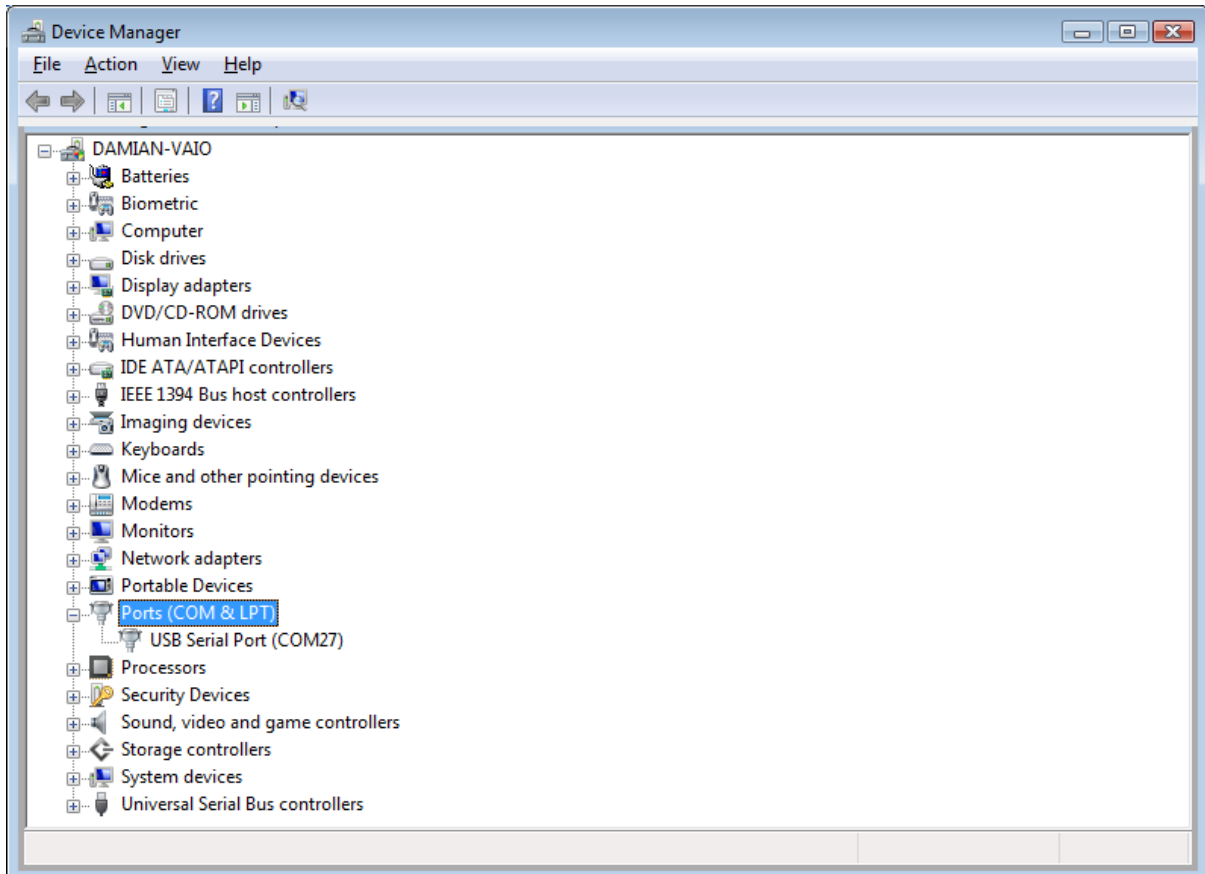 Device Manager
File Action View Help
DAMIAN-VAIO
Batteries
Biometric
Computer
Disk drives
Display adapters
DVD/CD-ROM drives
Human Interface Devices
IDE ATA/ATAPI controllers
IEEE 1394 Bus host controllers
Imaging devices
Keyboards
Mice and other pointing devices
Modems
Monitors
Network adapters
Portable Devices
Ports (COM & LPT)
USB Serial Port (COM27)
Processors
Security Devices
Sound, video and game controllers
Storage controllers
System devices
Universal Serial Bus controllers